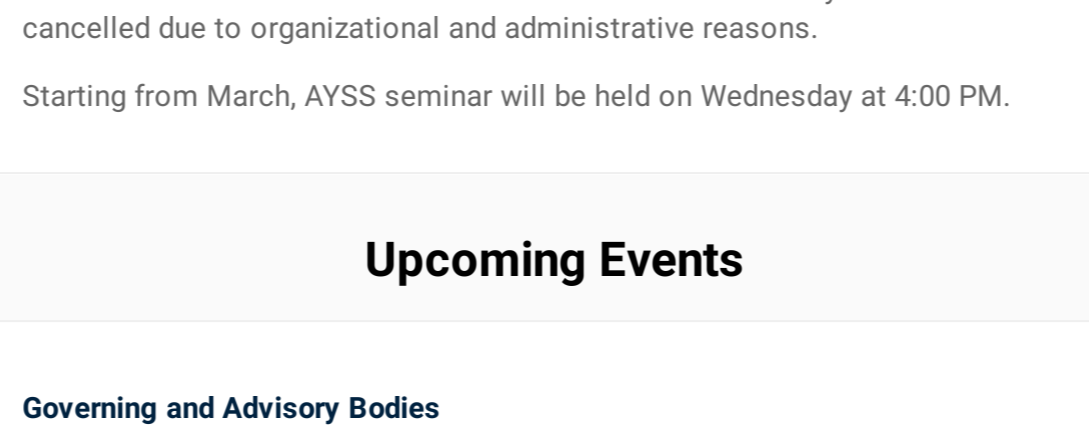 cancelled due to organizational and administrative reasons.
Starting from March, AYSS seminar will be held on Wednesday at 4:00 PM.
Upcoming Events
Governing and Advisory Bodies